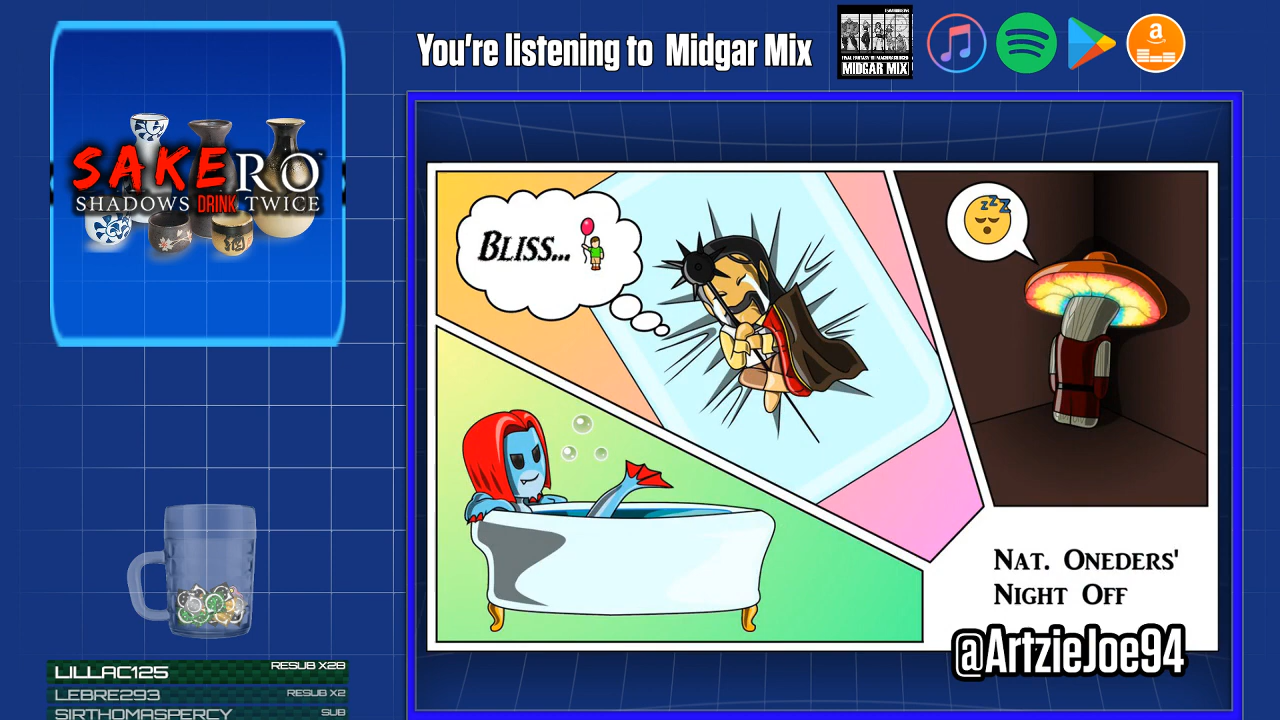 You're listening to Midgar Mix
MIDGAR MIX
SAKERO
SHADOWS DRINK TWICE
BLISS...
zzz
NAT. ONEDERS'
NIGHT OFF
@ArtzieJoe94
LILLAC125 RESUB X28
LEBRE293 RESUB X2
SIRTHOMASPERCY SUB